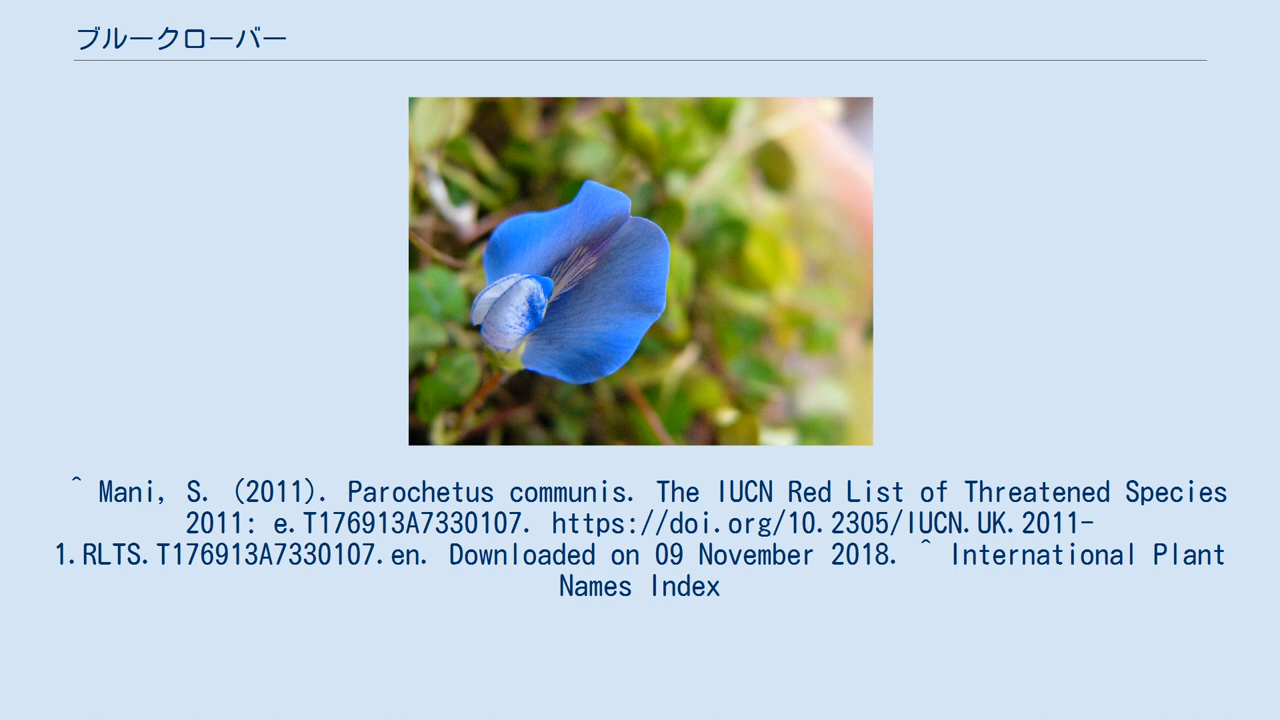 ブルークローバー
^ Mani, S. (2011). Parochetus communis. The IUCN Red List of Threatened Species
2011: e.T176913A7330107. https://doi.org/10.2305/IUCN.UK.2011-
1.RLTS.T176913A7330107.en. Downloaded on 09 November 2018. ^ International Plant
Names Index